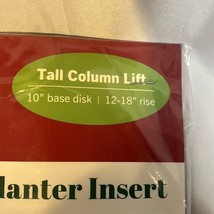 Tall Column Lift
10" base disk | 12-18" rise
lanter Insert